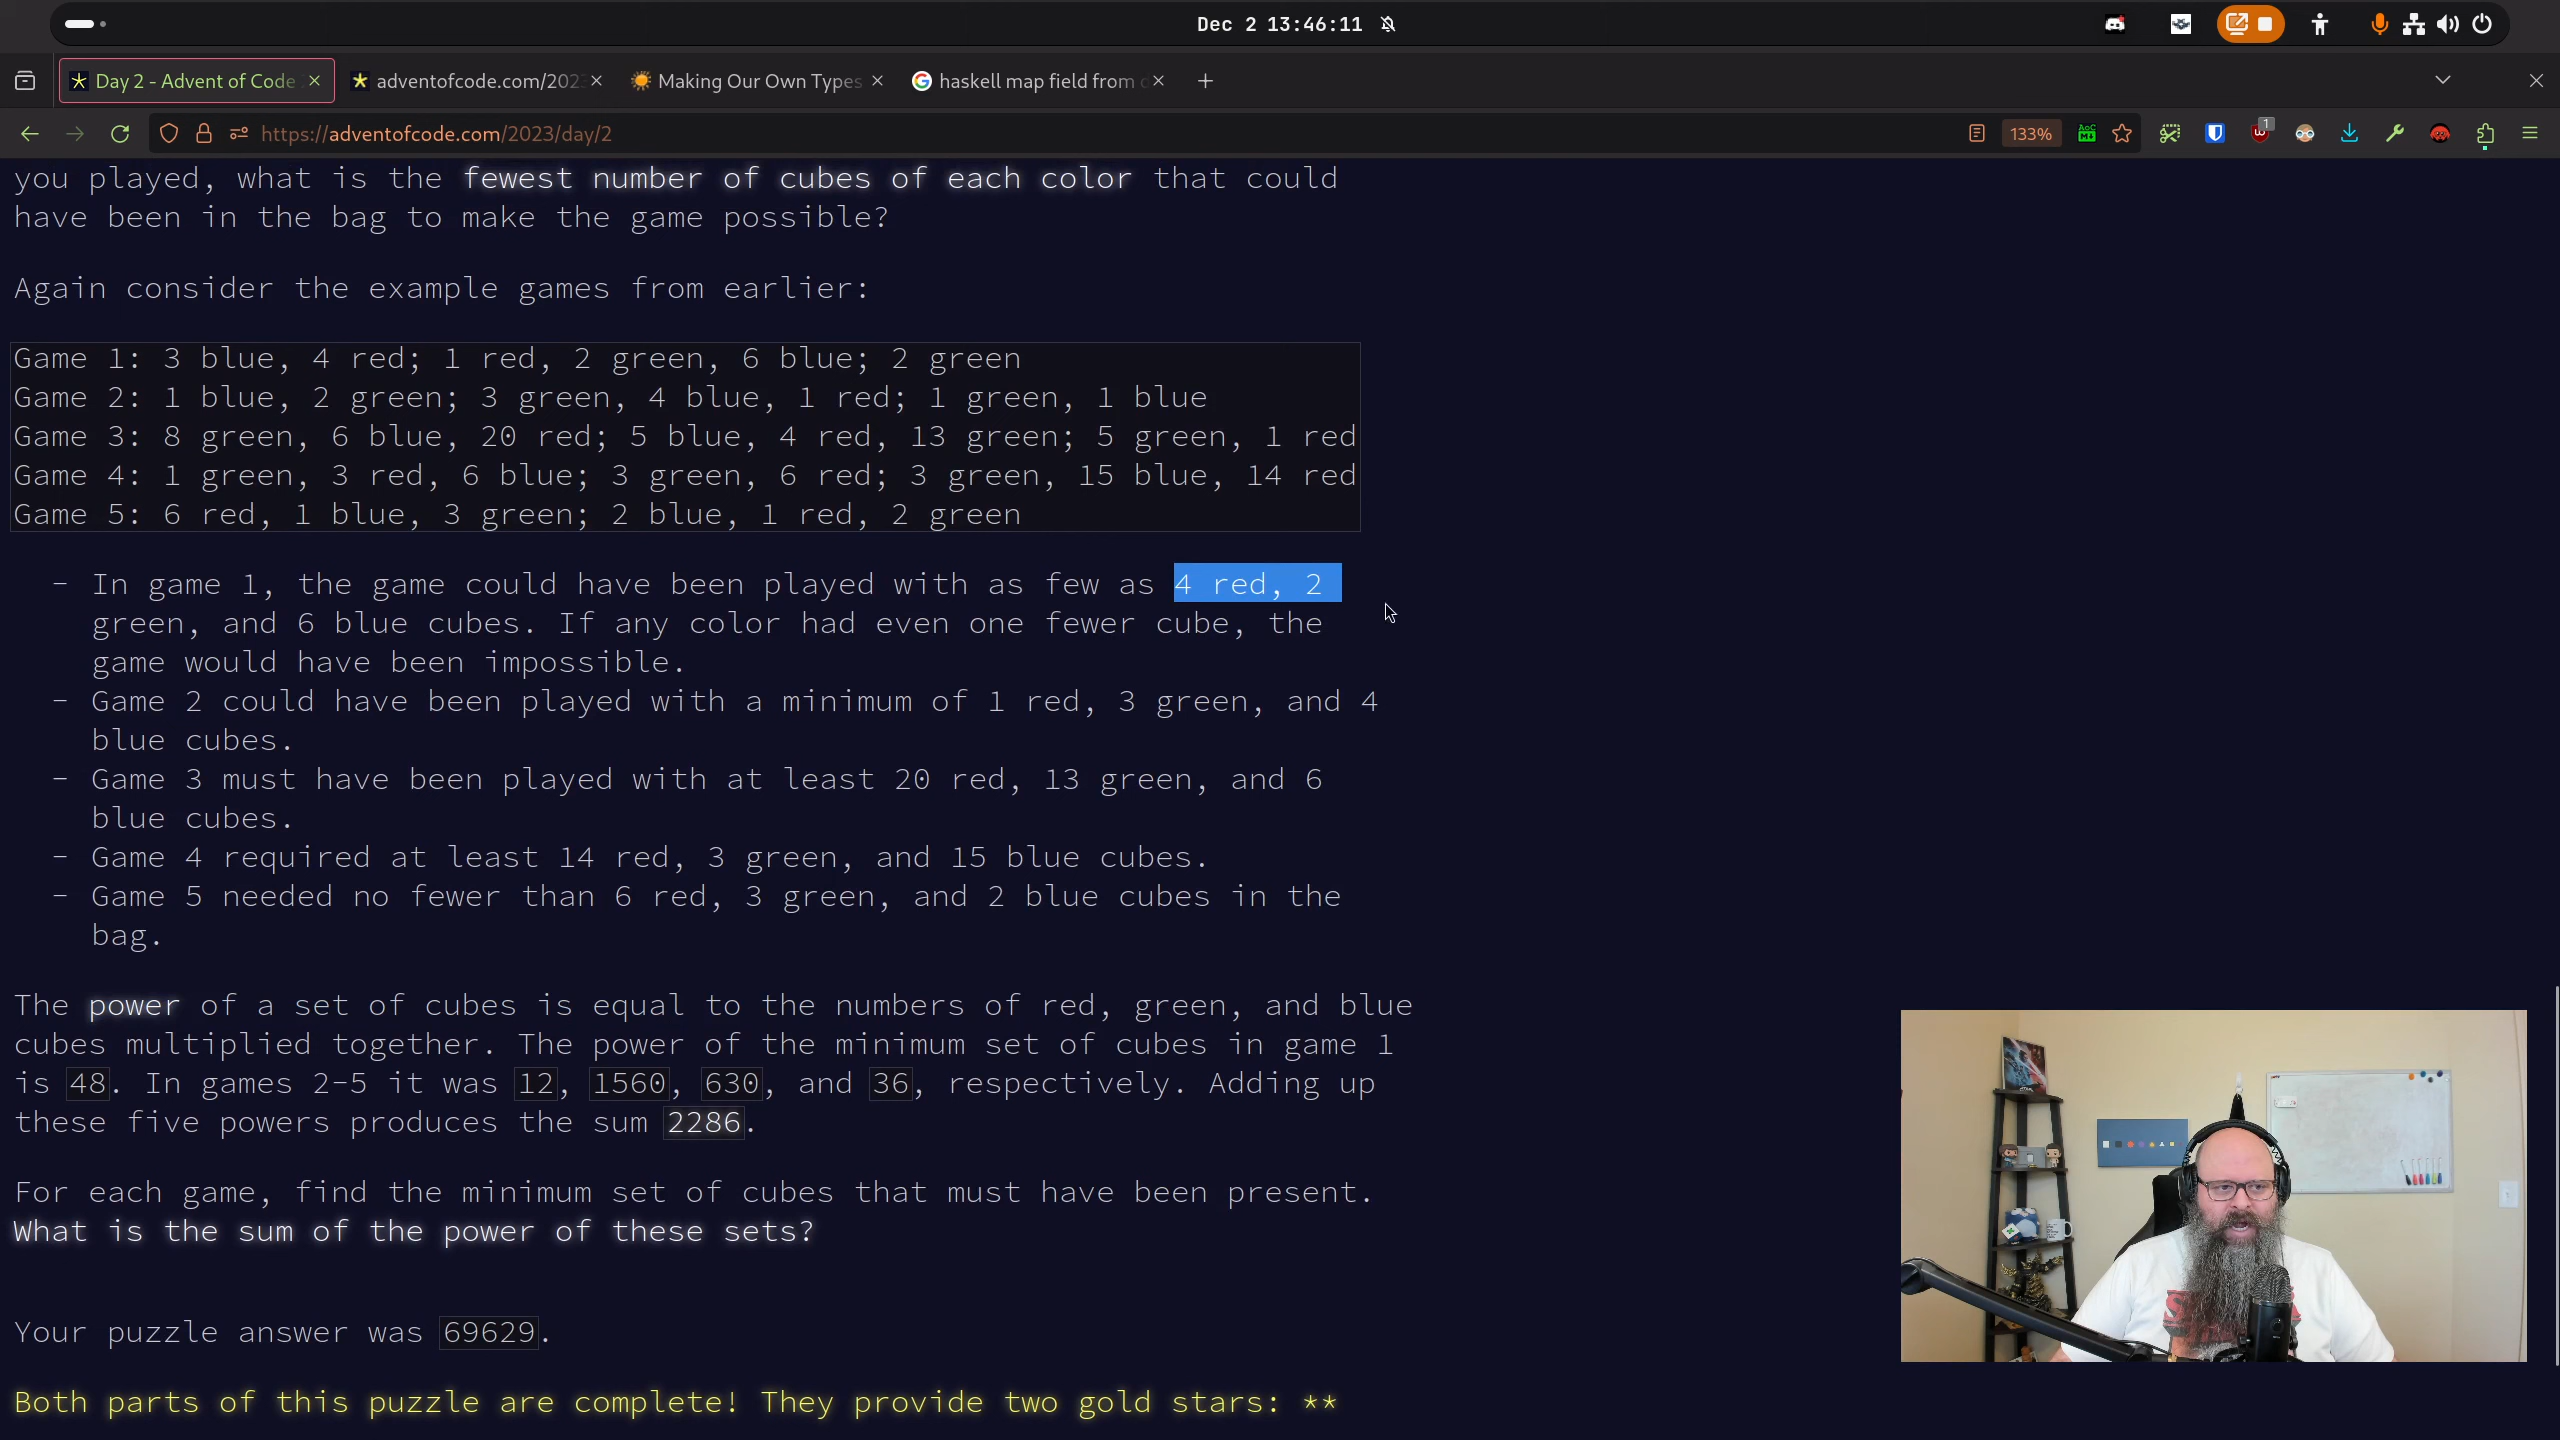 Dec 2 13:46:11
Day 2 - Advent of Code
adventofcode.com/202
Making Our Own Types
haskell map field from
https://adventofcode.com/2023/day/2
133%
1
you played, what is the fewest number of cubes of each color that could
have been in the bag to make the game possible?
Again consider the example games from earlier:
Game 1: 3 blue, 4 red; 1 red, 2 green, 6 blue; 2 green
Game 2: 1 blue, 2 green; 3 green, 4 blue, 1 red; 1 green, 1 blue
Game 3: 8 green, 6 blue, 20 red; 5 blue, 4 red, 13 green; 5 green, 1 red
Game 4: 1 green, 3 red, 6 blue; 3 green, 6 red; 3 green, 15 blue, 14 red
Game 5: 6 red, 1 blue, 3 green; 2 blue, 1 red, 2 green
- In game 1, the game could have been played with as few as 4 red, 2
green, and 6 blue cubes. If any color had even one fewer cube, the
game would have been impossible.
- Game 2 could have been played with a minimum of 1 red, 3 green, and 4
blue cubes.
- Game 3 must have been played with at least 20 red, 13 green, and 6
blue cubes.
- Game 4 required at least 14 red, 3 green, and 15 blue cubes.
- Game 5 needed no fewer than 6 red, 3 green, and 2 blue cubes in the
bag.
The power of a set of cubes is equal to the numbers of red, green, and blue
cubes multiplied together. The power of the minimum set of cubes in game 1
is 48. In games 2-5 it was 12, 1560, 630, and 36, respectively. Adding up
these five powers produces the sum 2286.
For each game, find the minimum set of cubes that must have been present.
What is the sum of the power of these sets?
Your puzzle answer was 69629.
Both parts of this puzzle are complete! They provide two gold stars: **